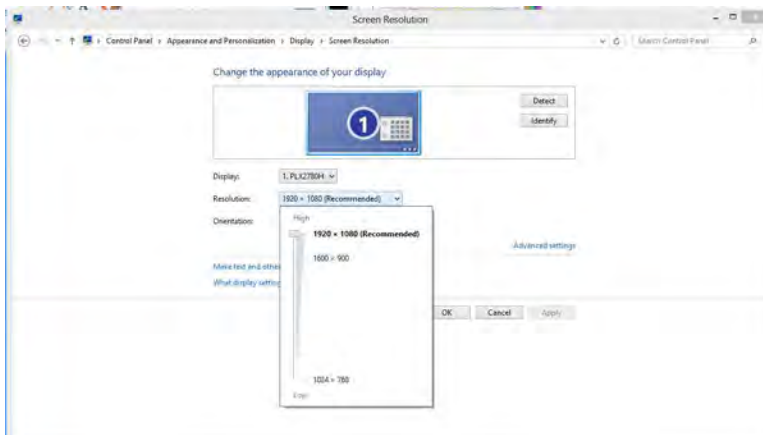 Screen Resolution
Control Panel › Appearance and Personalization › Display › Screen Resolution
Search Control Panel
Change the appearance of your display
1
Detect
Identify
Display: 1. PLX2780H
Resolution: 1920 × 1080 (Recommended)
Orientation:
High
1920 × 1080 (Recommended)
1600 × 900
Advanced settings
Make text and other
What display setting
OK Cancel Apply
1024 × 768
Low